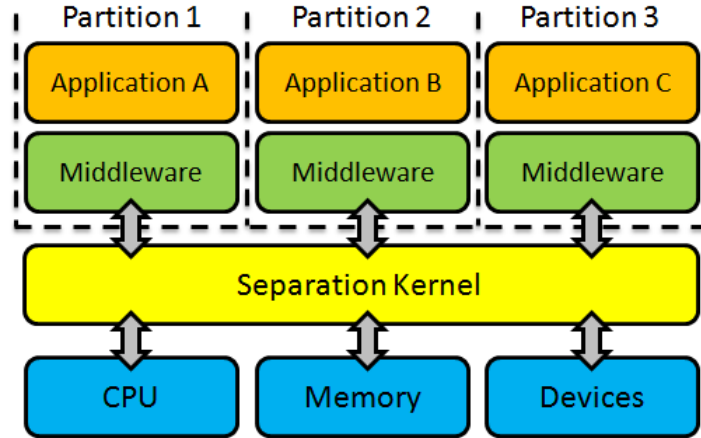 Partition 1
Partition 2
Partition 3
Application A
Application B
Application C
Middleware
Middleware
Middleware
Separation Kernel
CPU
Memory
Devices